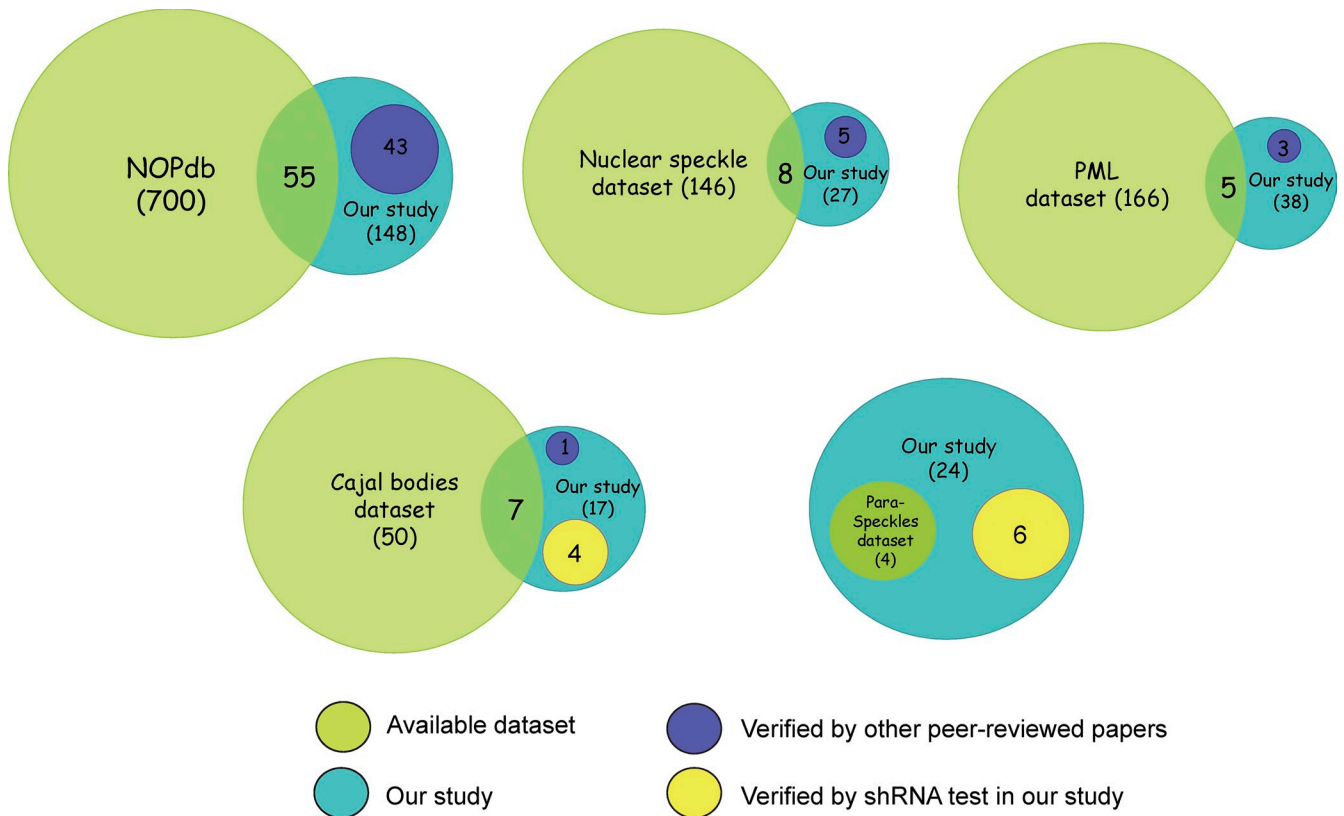 NOPdb
(700)
55
43
Our study
(148)
Nuclear speckle
dataset (146)
8
5
Our study
(27)
PML
dataset (166)
5
3
Our study
(38)
Cajal bodies
dataset
(50)
7
1
Our study
(17)
4
Our study
(24)
Para-
Speckles
dataset
(4)
6
Available dataset
Our study
Verified by other peer-reviewed papers
Verified by shRNA test in our study